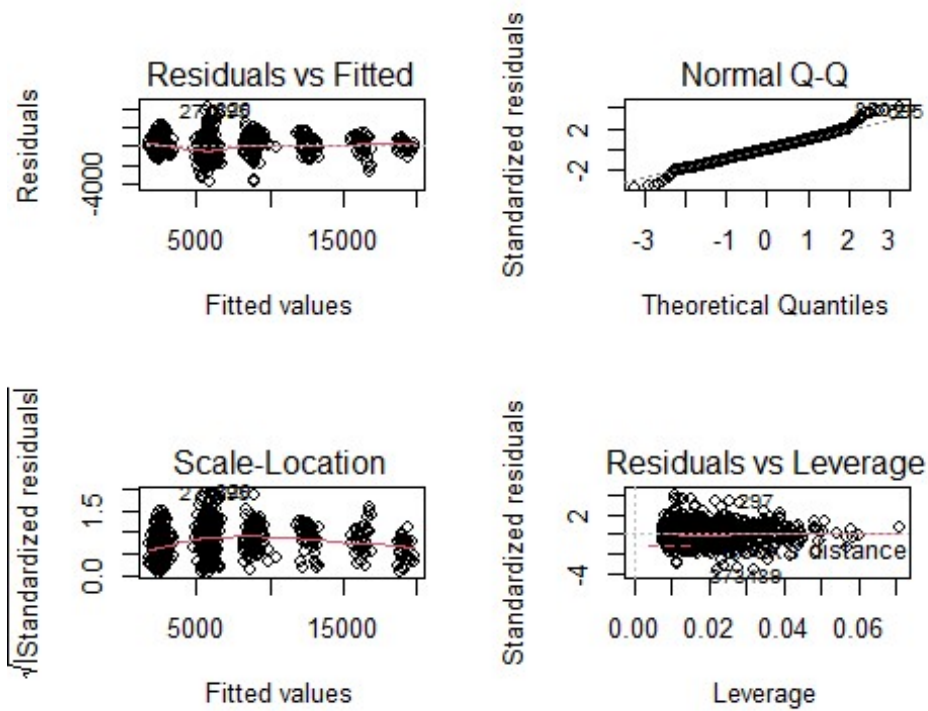 Residuals vs Fitted
Residuals
-4000
5000 15000
Fitted values
Normal Q-Q
Standardized residuals
2
-2
-3 -1 0 1 2 3
Theoretical Quantiles
Scale-Location
√|Standardized residuals|
1.5
0.0
5000 15000
Fitted values
Residuals vs Leverage
Standardized residuals
2
-4
297
distance
0.00 0.02 0.04 0.06
Leverage